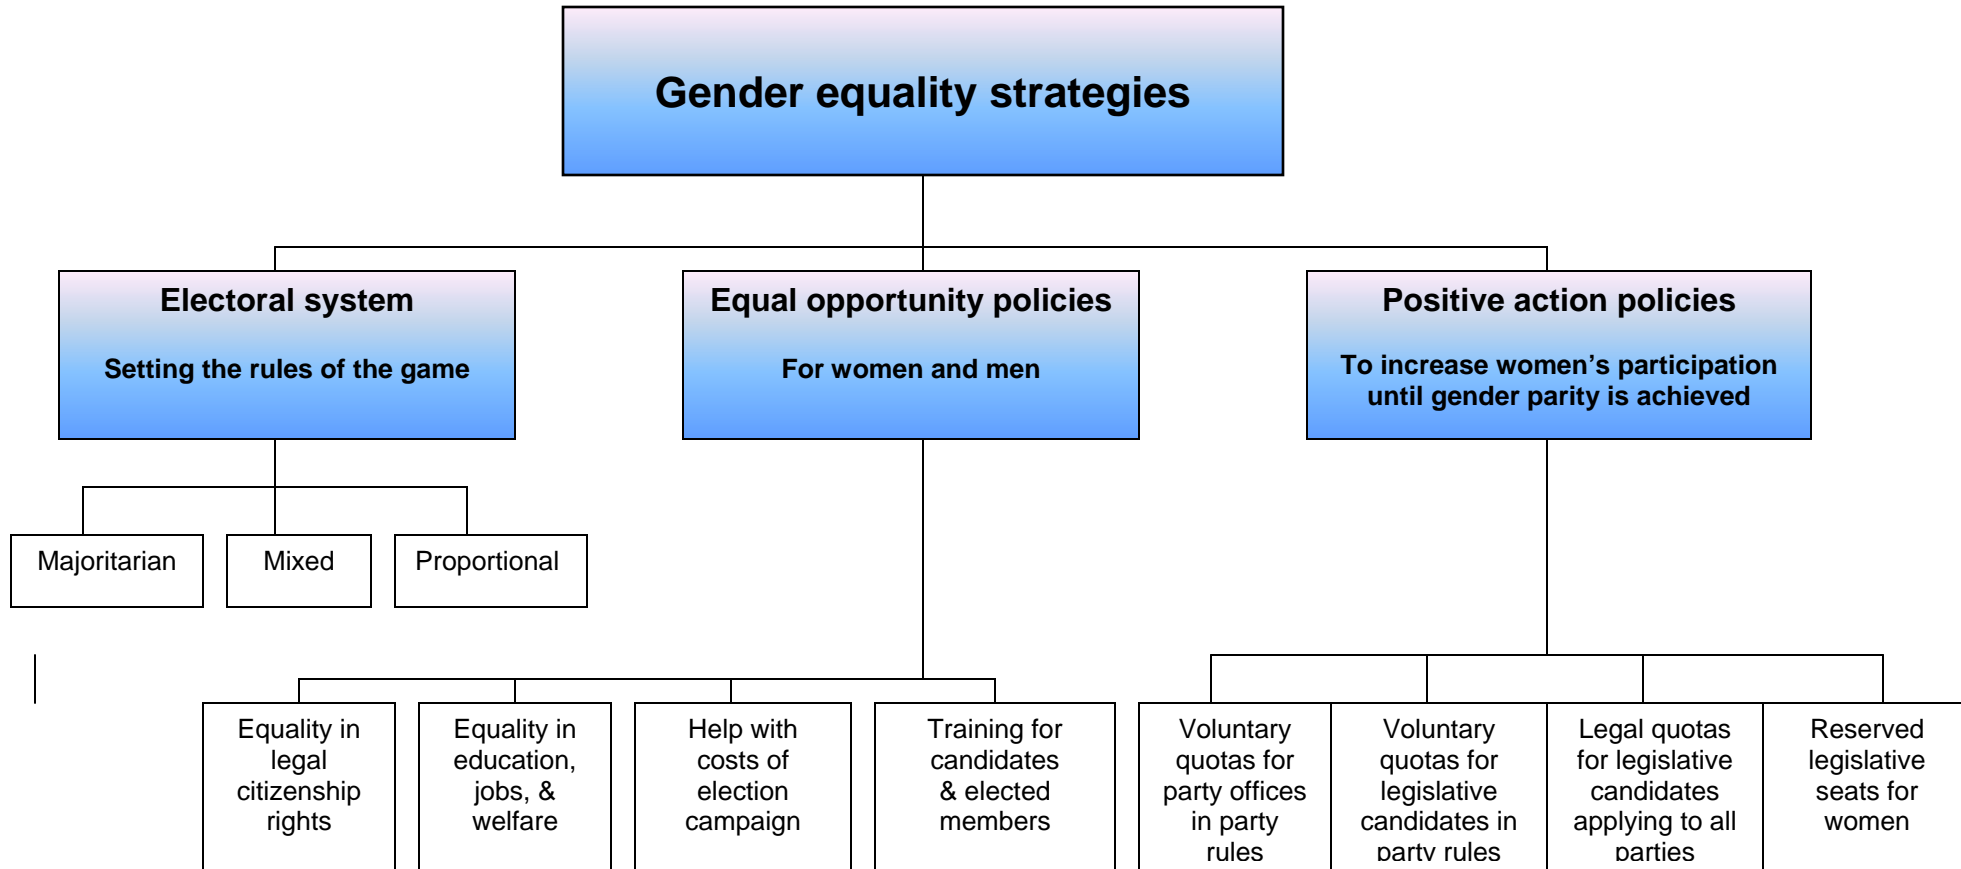 Gender equality strategies
Electoral system
Setting the rules of the game
Equal opportunity policies
For women and men
Positive action policies
To increase women’s participation
until gender parity is achieved
Majoritarian
Mixed
Proportional
Equality in
legal
citizenship
rights
Equality in
education,
jobs, &
welfare
Help with
costs of
election
campaign
Training for
candidates
& elected
members
Voluntary
quotas for
party offices
in party
rules
Voluntary
quotas for
legislative
candidates in
party rules
Legal quotas
for legislative
candidates
applying to all
parties
Reserved
legislative
seats for
women